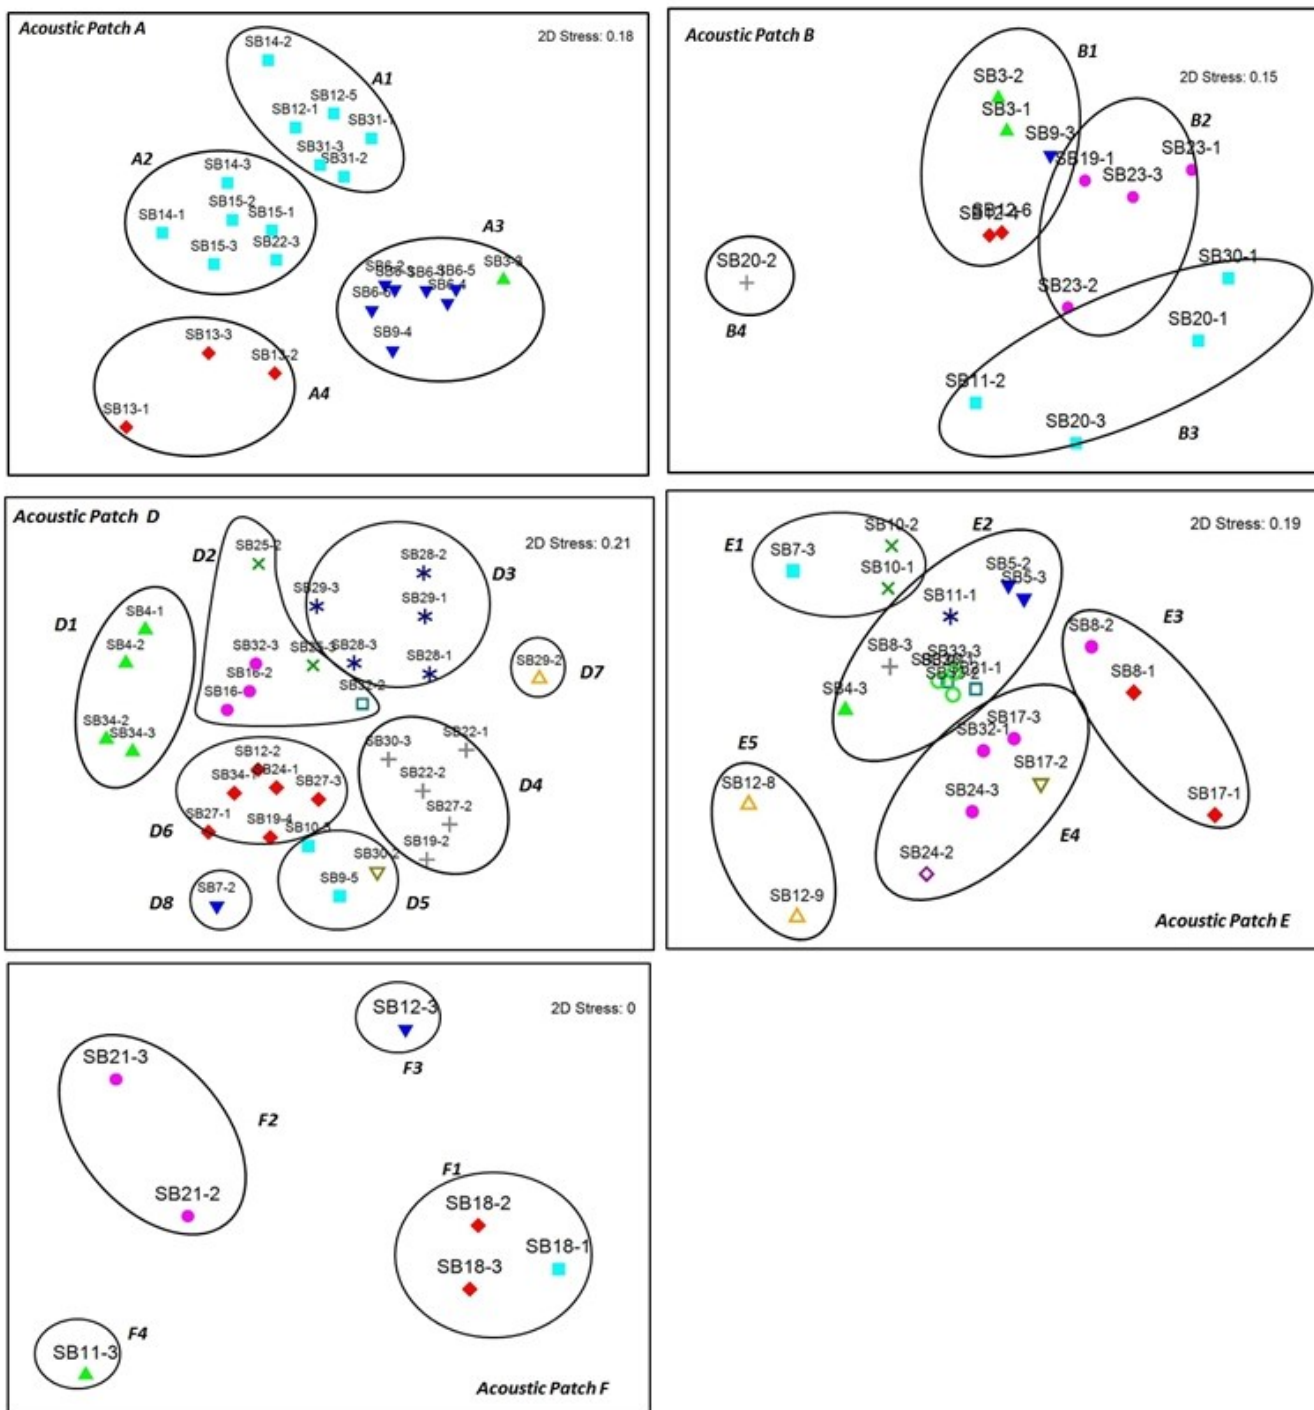 Acoustic Patch A
2D Stress: 0.18
SB14-2
A1
SB12-5
SB12-1
SB31-1
SB31-3
SB31-2
A2
SB14-3
SB15-2
SB14-1
SB15-1
SB15-3
SB22-3
A3
SB6-2
SB6-5
SB3-3
SB6-4
SB6-6
SB9-4
SB13-3
SB13-2
A4
SB13-1
Acoustic Patch B
2D Stress: 0.15
B1
SB3-2
SB3-1
B2
SB9-3
SB23-1
SB19-1
SB23-3
SB12-6
SB20-2
B4
SB30-1
SB23-2
SB20-1
SB11-2
SB20-3
B3
Acoustic Patch D
2D Stress: 0.21
D2
SB25-2
SB28-2
D3
SB29-3
SB29-1
D1
SB4-1
SB4-2
SB32-3
SB28-3
SB28-1
SB16-2
SB32-2
SB29-2
D7
SB34-2
SB34-3
SB12-2
SB30-3
SB22-1
SB24-1
SB27-3
SB22-2
D4
SB27-1
SB19-4
SB27-2
D6
SB19-2
SB30-2
SB9-5
D5
SB7-2
D8
Acoustic Patch E
2D Stress: 0.19
E1
SB7-3
SB10-2
SB10-1
E2
SB5-2
SB5-3
SB11-1
E3
SB8-2
SB8-3
SB33-3
SB8-1
SB4-3
SB17-3
SB32-1
SB17-2
E5
SB12-8
SB24-3
SB17-1
E4
SB24-2
SB12-9
Acoustic Patch E
SB12-3
2D Stress: 0
F3
SB21-3
F2
SB21-2
F1
SB18-2
SB18-1
SB18-3
F4
SB11-3
Acoustic Patch F